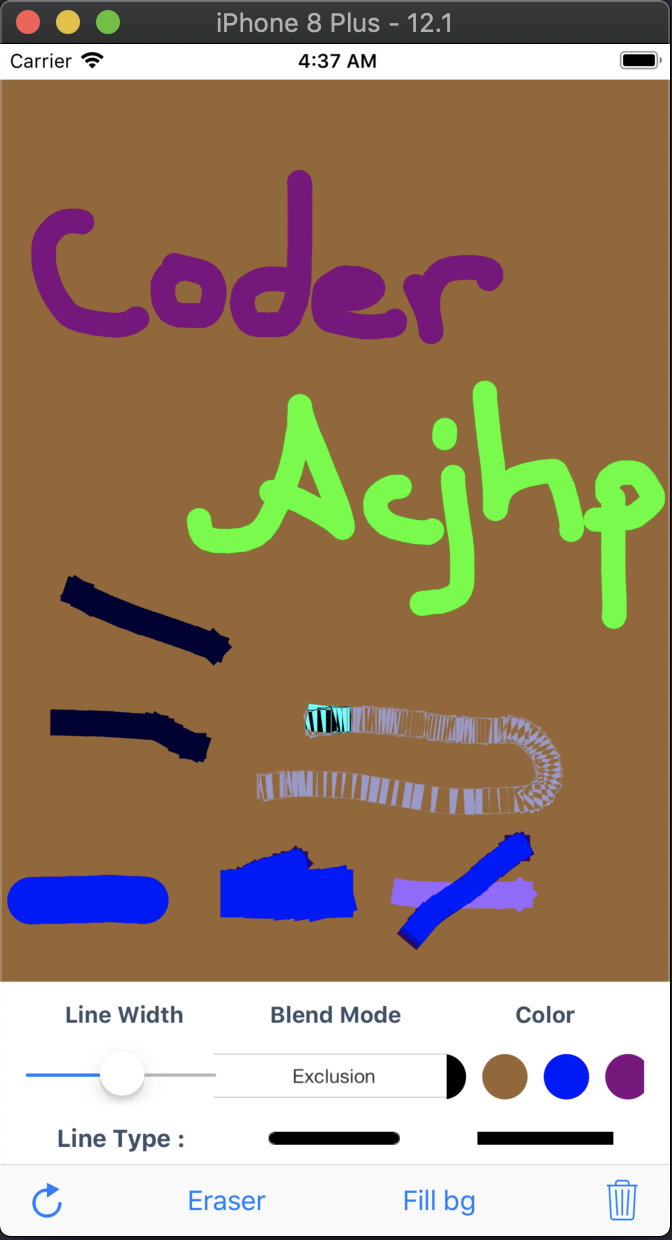 iPhone 8 Plus - 12.1
Carrier 4:37 AM
Coder
Acjhp
Line Width Blend Mode Color
Exclusion
Line Type :
Eraser Fill bg